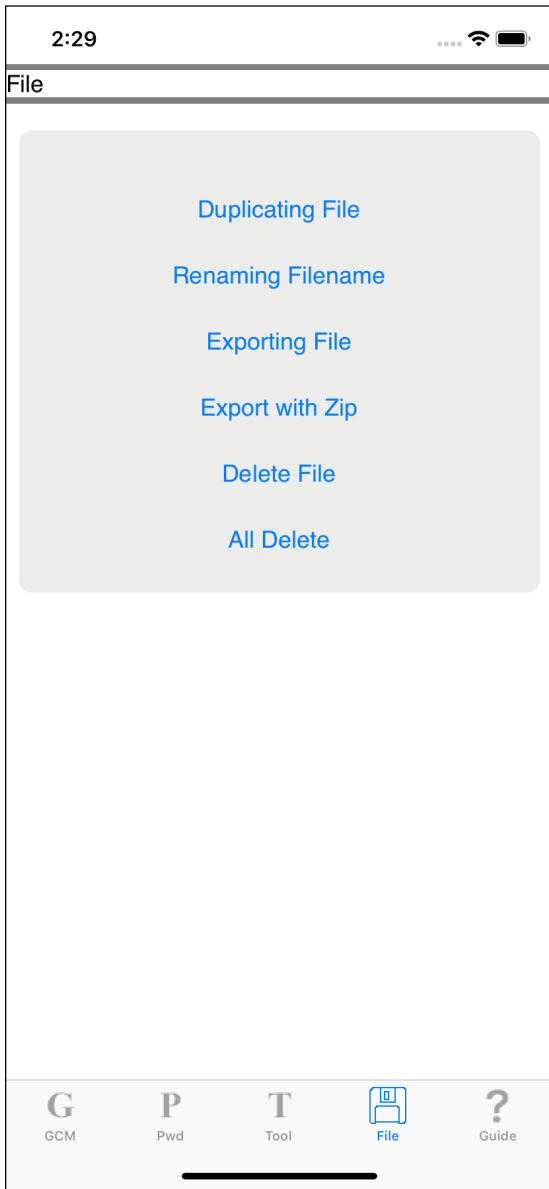 2:29
File
Duplicating File
Renaming Filename
Exporting File
Export with Zip
Delete File
All Delete
G P T ?
GCM Pwd Tool File Guide